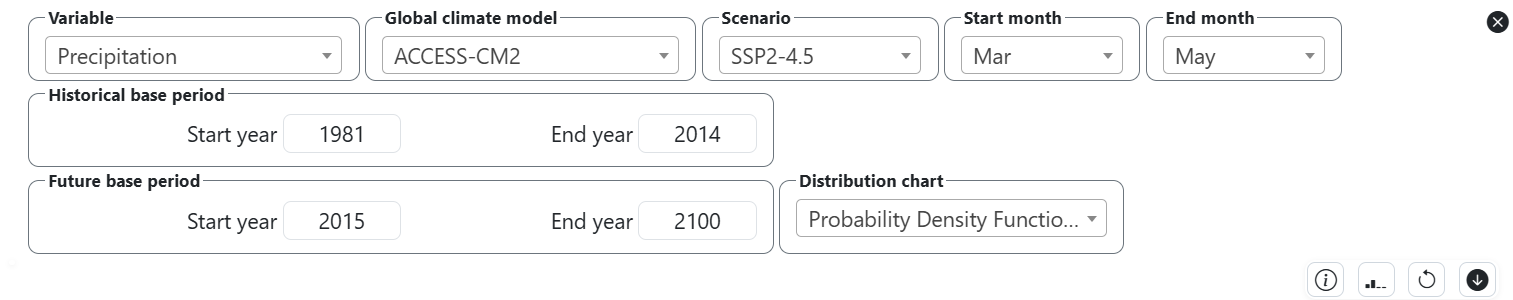 Variable Global climate model Scenario Start month End month
Precipitation ACCESS-CM2 SSP2-4.5 Mar May
Historical base period
Start year 1981 End year 2014
Future base period Distribution chart
Start year 2015 End year 2100 Probability Density Functio...